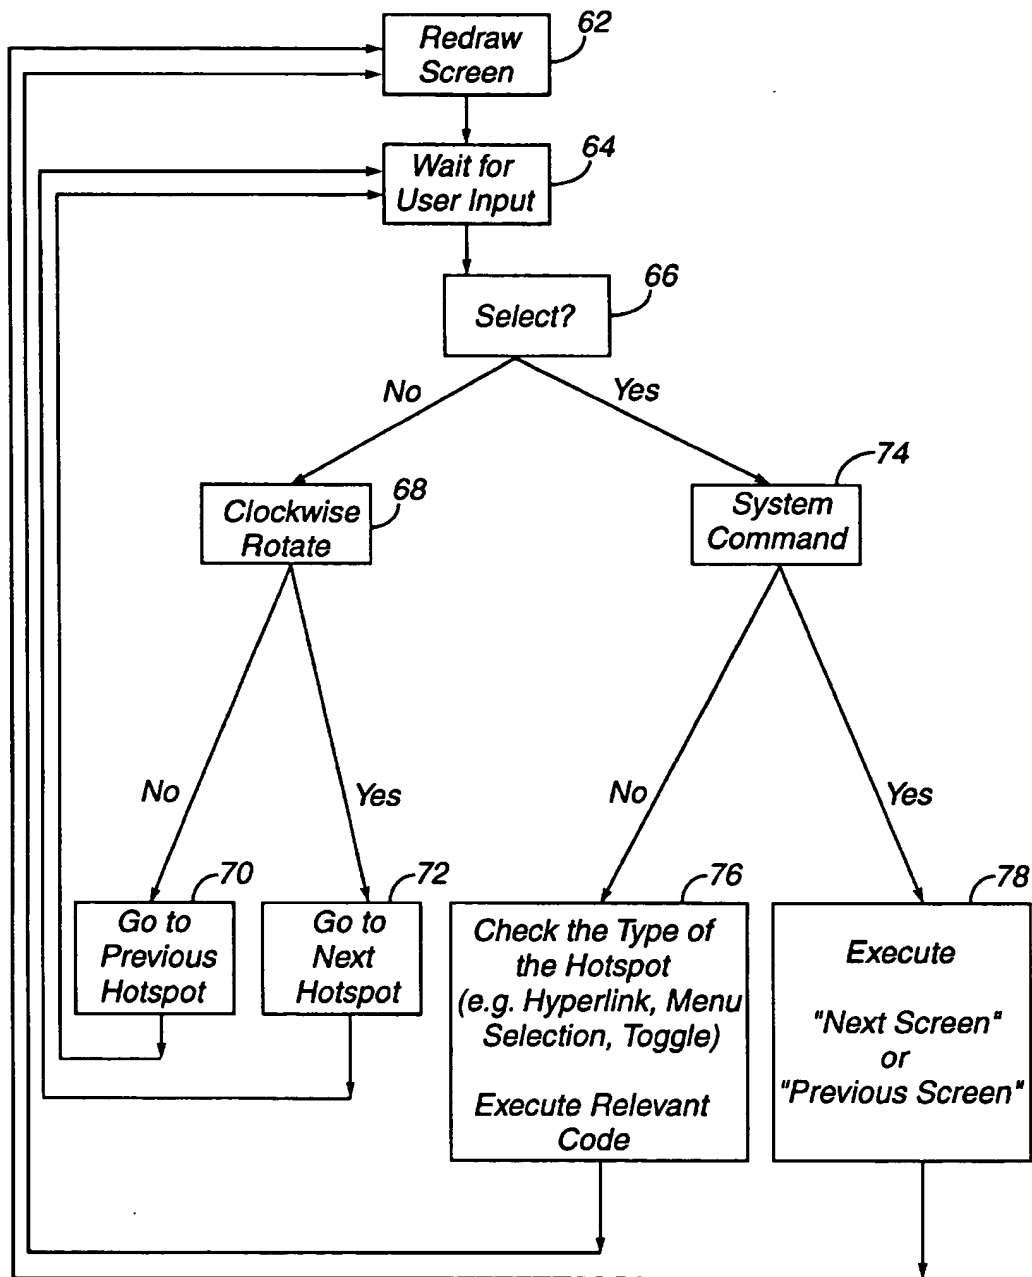 Redraw
Screen
62
Wait for
User Input
64
Select?
66
No
Yes
Clockwise
Rotate
68
System
Command
74
No
Yes
No
Yes
Go to
Previous
Hotspot
70
Go to
Next
Hotspot
72
Check the Type of
the Hotspot
(e.g. Hyperlink, Menu
Selection, Toggle)
Execute Relevant
Code
76
Execute
"Next Screen"
or
"Previous Screen"
78